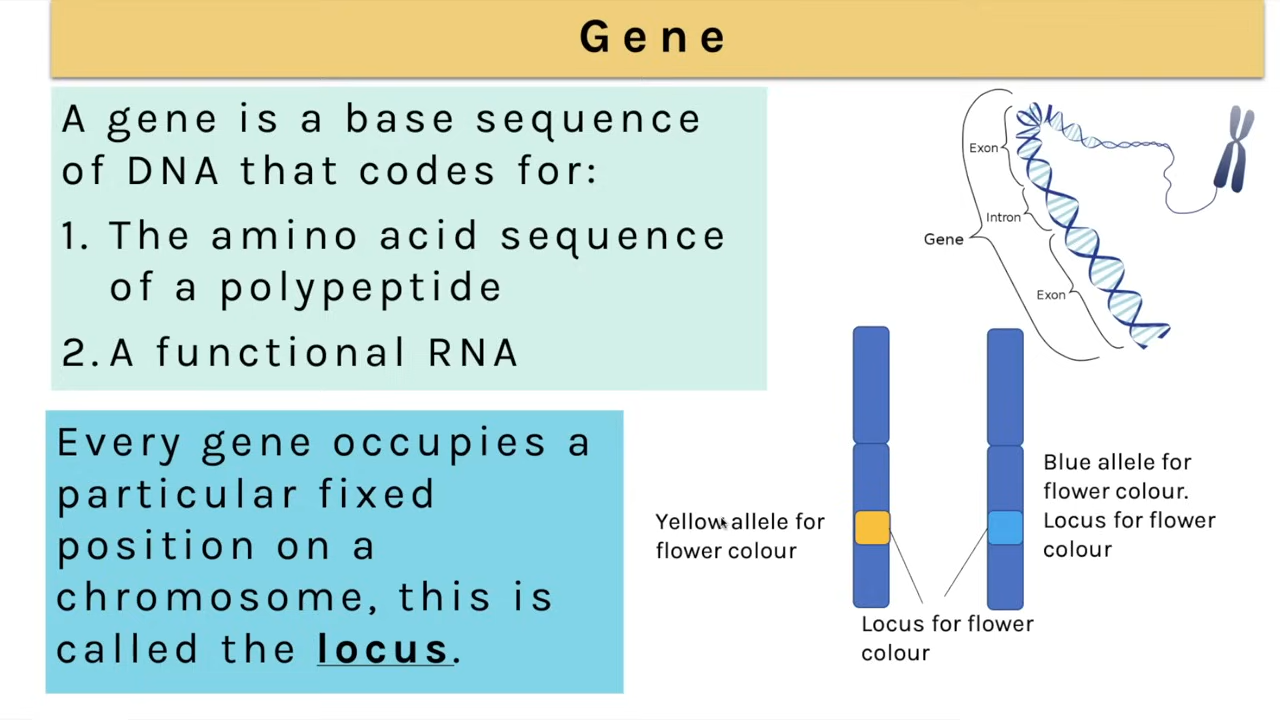 Gene
A gene is a base sequence
of DNA that codes for:
1. The amino acid sequence
of a polypeptide
2. A functional RNA
Every gene occupies a
particular fixed
position on a
chromosome, this is
called the locus.
Exon
Intron
Gene
Exon
Yellow allele for
flower colour
Blue allele for
flower colour.
Locus for flower
colour
Locus for flower
colour